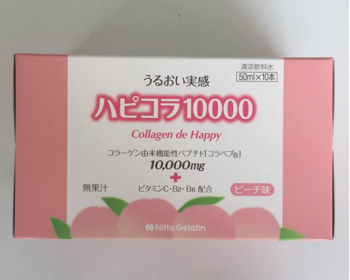 うるおい実感
清涼飲料水
50ml×10本
ハピコラ10000
Collagen de Happy
コラーゲン由来機能性ペプチド「コラペプB」
10,000mg
+
無果汁
ビタミンC・B2・B6 配合
ピーチ味
Nitta Gelatin